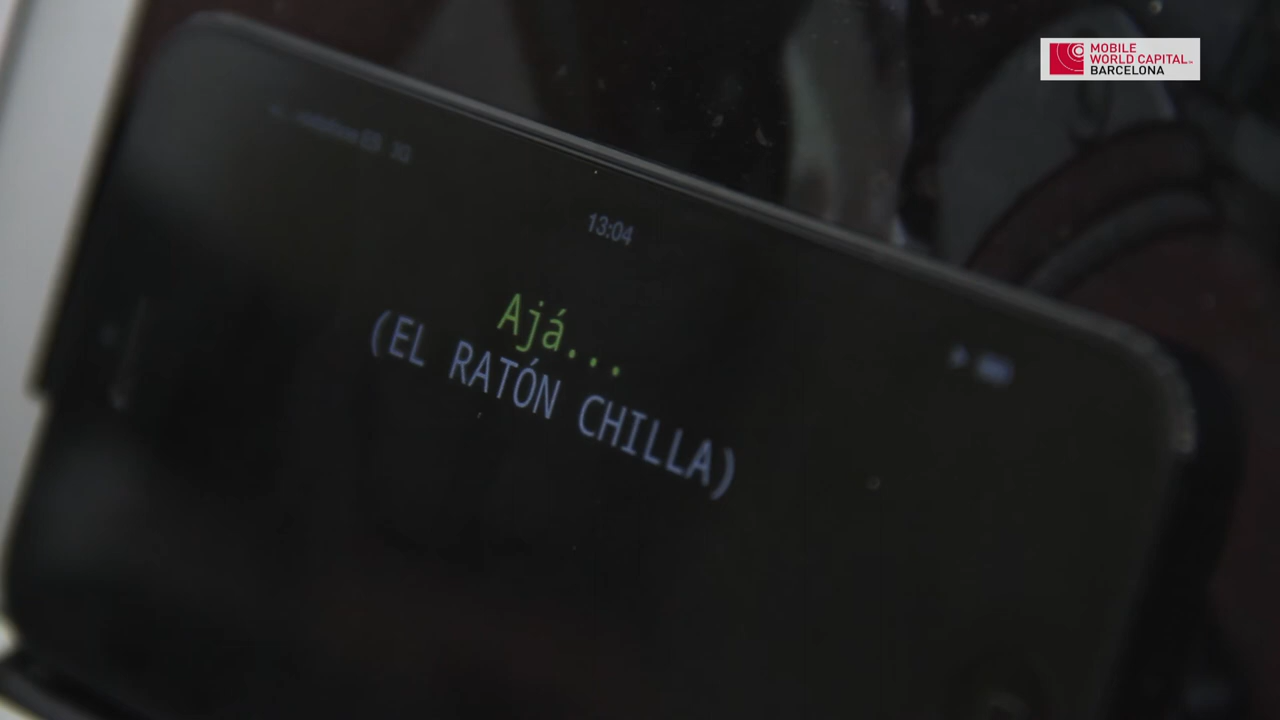 MOBILE
WORLD CAPITAL
BARCELONA
13:04
Ajá...
(EL RATÓN CHILLA)